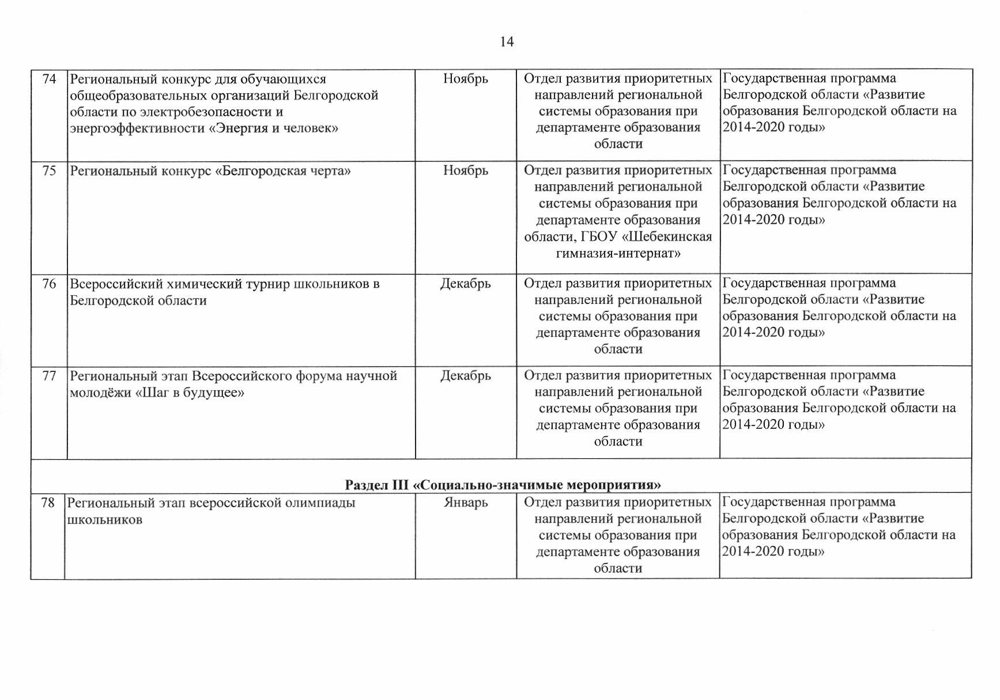 14
74
Региональный конкурс для обучающихся
общеобразовательных организаций Белгородской
области по электробезопасности и
энергоэффективности «Энергия и человек»
Ноябрь
Отдел развития приоритетных
направлений региональной
системы образования при
департаменте образования
области
Государственная программа
Белгородской области «Развитие
образования Белгородской области на
2014-2020 годы»
75
Региональный конкурс «Белгородская черта»
Ноябрь
Отдел развития приоритетных
направлений региональной
системы образования при
департаменте образования
области, ГБОУ «Шебекинская
гимназия-интернат»
Государственная программа
Белгородской области «Развитие
образования Белгородской области на
2014-2020 годы»
76
Всероссийский химический турнир школьников в
Белгородской области
Декабрь
Отдел развития приоритетных
направлений региональной
системы образования при
департаменте образования
области
Государственная программа
Белгородской области «Развитие
образования Белгородской области на
2014-2020 годы»
77
Региональный этап Всероссийского форума научной
молодёжи «Шаг в будущее»
Декабрь
Отдел развития приоритетных
направлений региональной
системы образования при
департаменте образования
области
Государственная программа
Белгородской области «Развитие
образования Белгородской области на
2014-2020 годы»
Раздел III «Социально-значимые мероприятия»
78
Региональный этап всероссийской олимпиады
школьников
Январь
Отдел развития приоритетных
направлений региональной
системы образования при
департаменте образования
области
Государственная программа
Белгородской области «Развитие
образования Белгородской области на
2014-2020 годы»